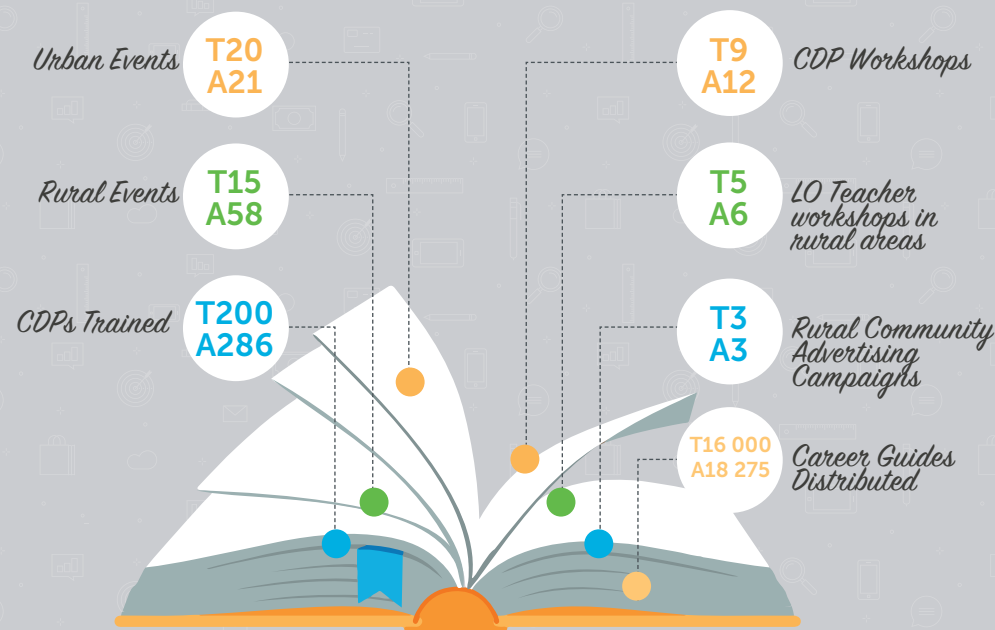 Urban Events
T20
A21
Rural Events
T15
A58
CDPs Trained
T200
A286
T9
A12
CDP Workshops
T5
A6
LO Teacher
workshops in
rural areas
T3
A3
Rural Community
Advertising
Campaigns
T16 000
A18 275
Career Guides
Distributed